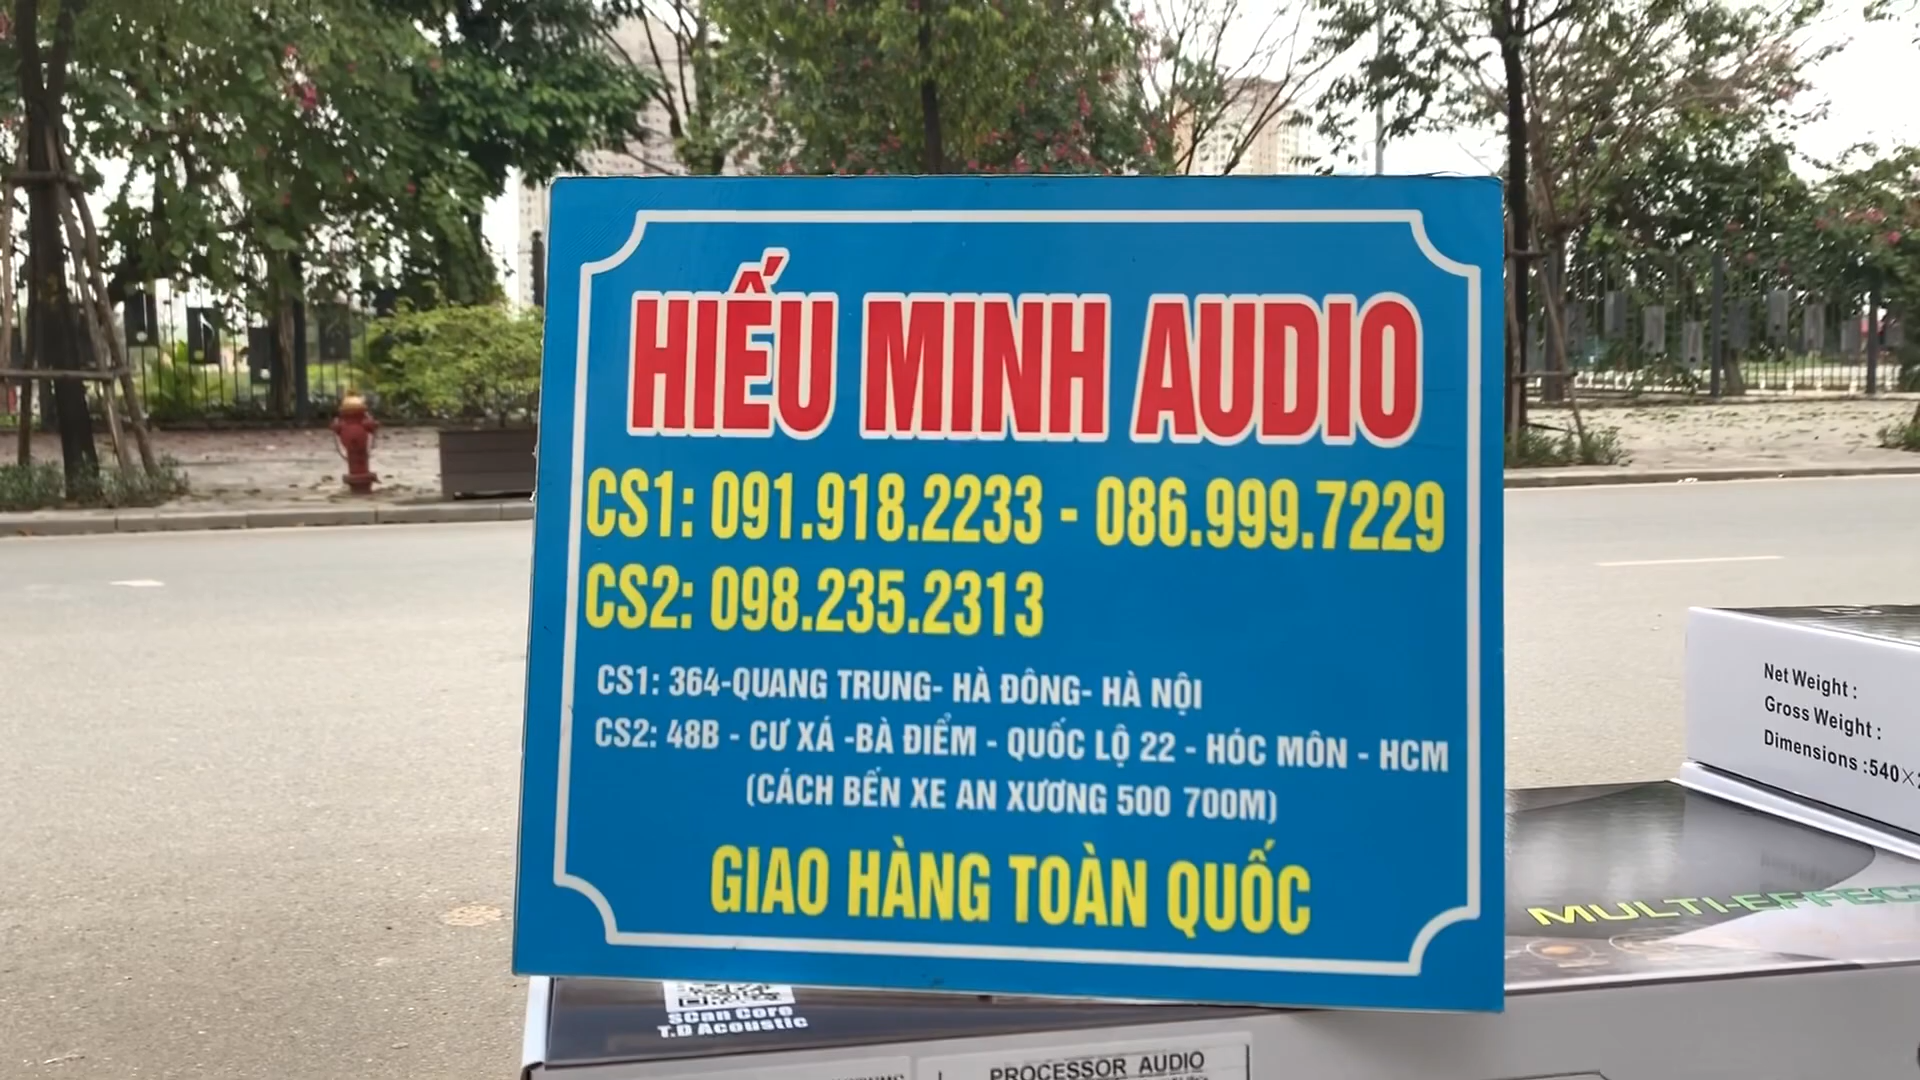 HIẾU MINH AUDIO
CS1: 091.918.2233 - 086.999.7229
CS2: 098.235.2313
CS1: 364-QUANG TRUNG- HÀ ĐÔNG- HÀ NỘI
CS2: 48B - CƯ XÁ -BÀ ĐIỂM - QUỐC LỘ 22 - HÓC MÔN - HCM
(CÁCH BẾN XE AN XƯƠNG 500 700M)
GIAO HÀNG TOÀN QUỐC
Net Weight :
Gross Weight :
Dimensions :540×
MULTI-EFFEC
SCan Core
T.D Acoustic
PROCESSOR AUDIO